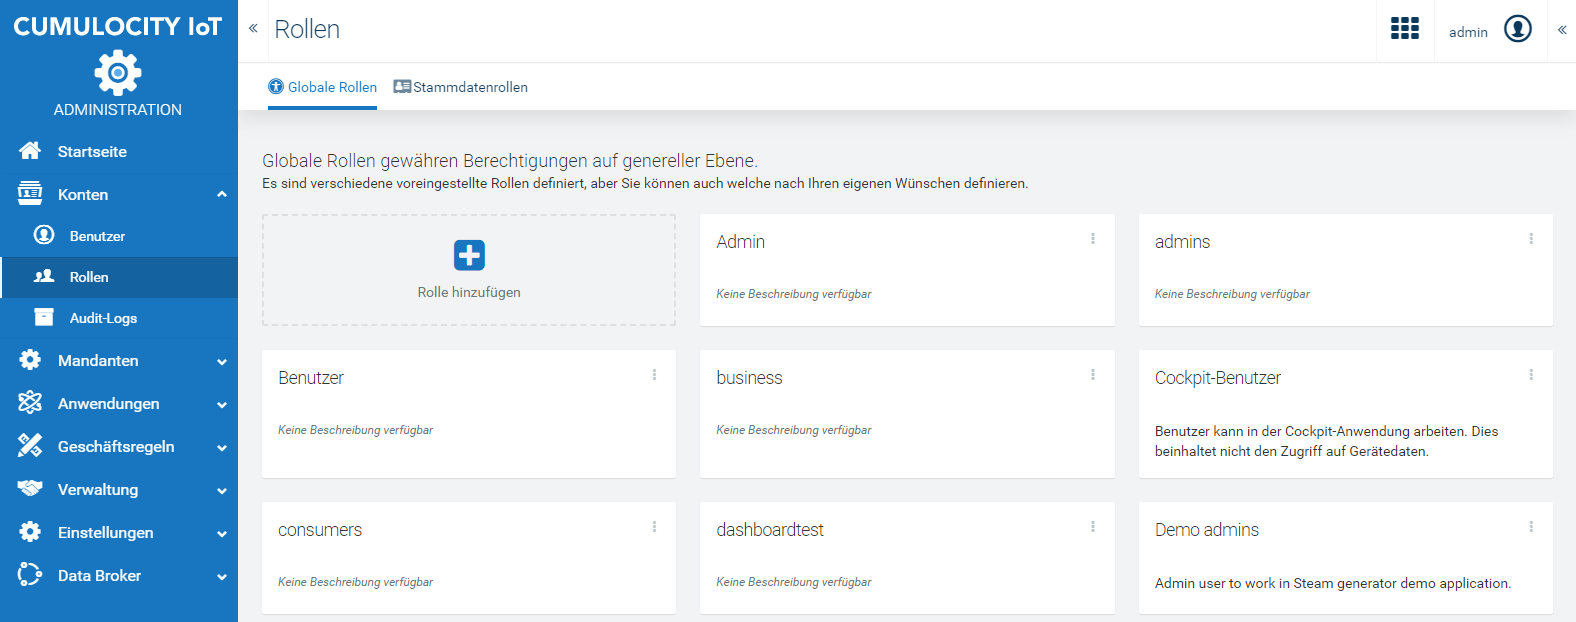 CUMULOCITY IoT
ADMINISTRATION
Startseite
Konten
Benutzer
Rollen
Audit-Logs
Mandanten
Anwendungen
Geschäftsregeln
Verwaltung
Einstellungen
Data Broker
«
Rollen
admin
«
Globale Rollen
Stammdatenrollen
Globale Rollen gewähren Berechtigungen auf genereller Ebene.
Es sind verschiedene voreingestellte Rollen definiert, aber Sie können auch welche nach Ihren eigenen Wünschen definieren.
Rolle hinzufügen
Admin
Keine Beschreibung verfügbar
admins
Keine Beschreibung verfügbar
Benutzer
Keine Beschreibung verfügbar
business
Keine Beschreibung verfügbar
Cockpit-Benutzer
Benutzer kann in der Cockpit-Anwendung arbeiten. Dies
beinhaltet nicht den Zugriff auf Gerätedaten.
consumers
Keine Beschreibung verfügbar
dashboardtest
Keine Beschreibung verfügbar
Demo admins
Admin user to work in Steam generator demo application.